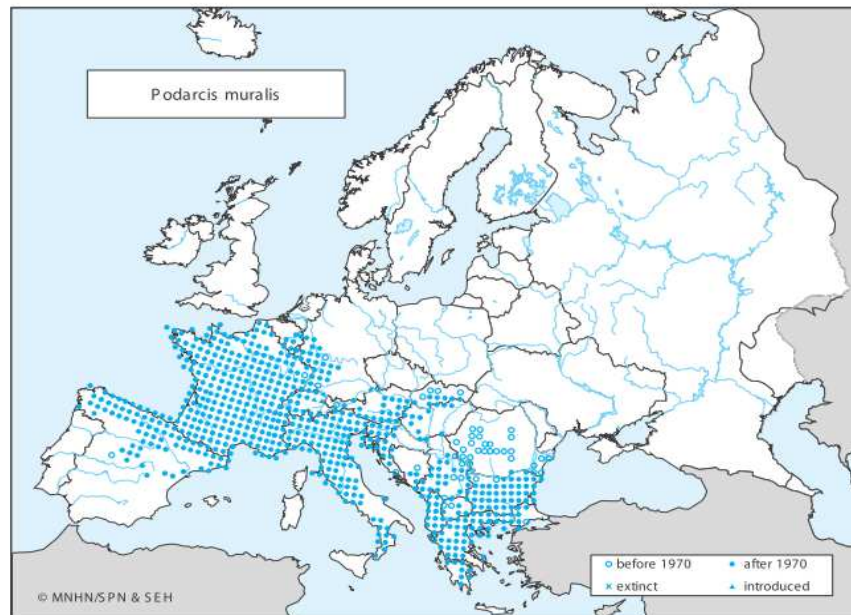 Podarcis muralis
before 1970
after 1970
extinct
introduced
© MNHN/SPN & SEH